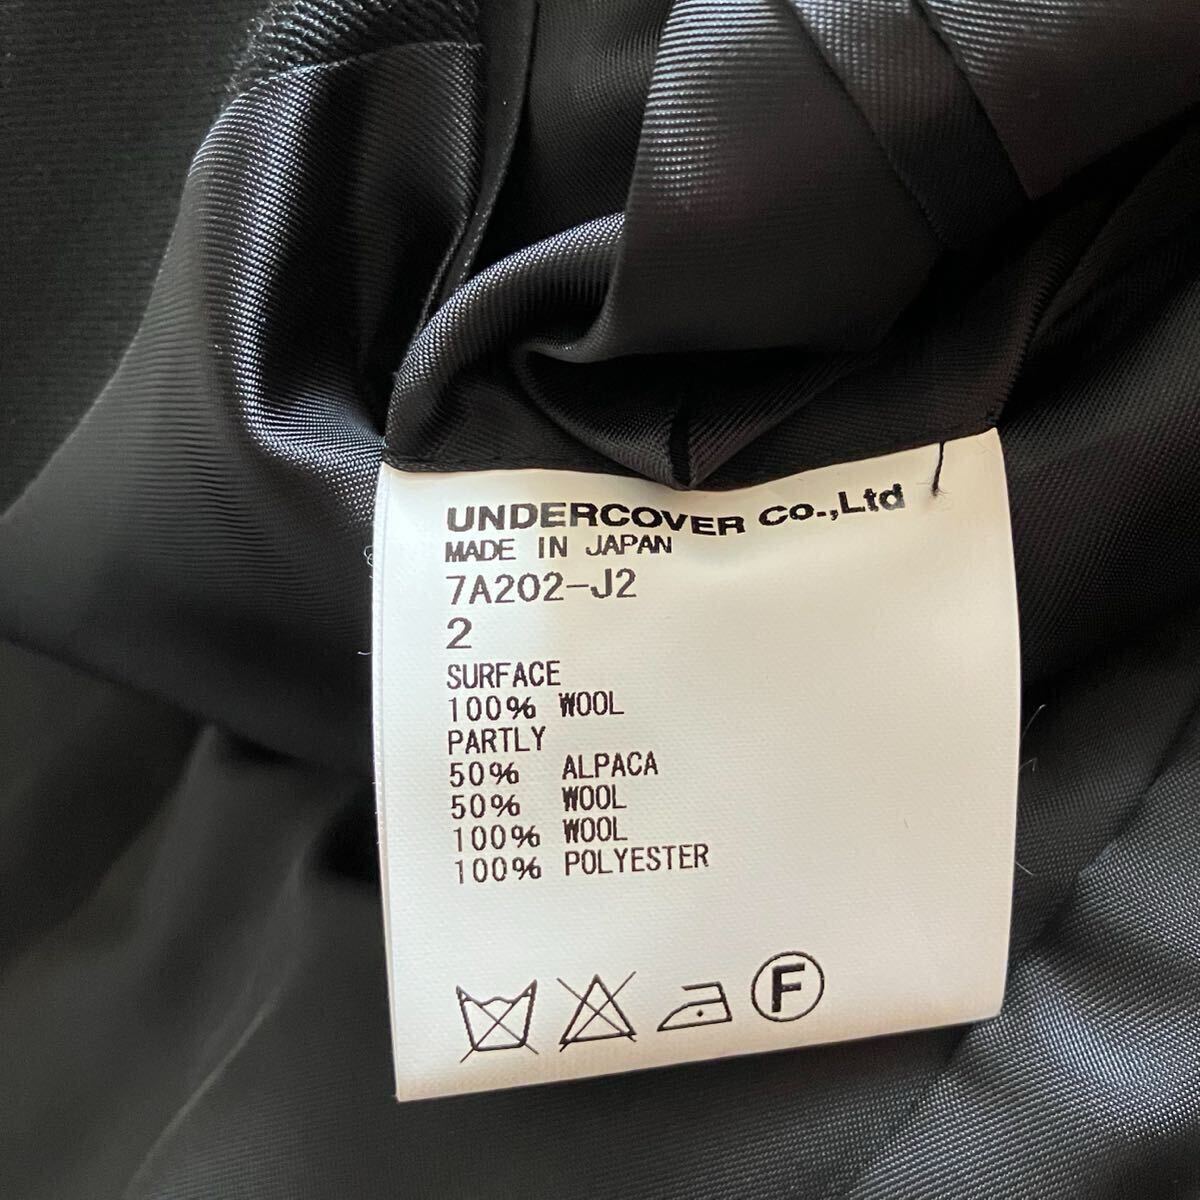 UNDERCOVER Co.,Ltd
MADE IN JAPAN
7A202-J2
2
SURFACE
100% WOOL
PARTLY
50% ALPACA
50% WOOL
100% WOOL
100% POLYESTER
F